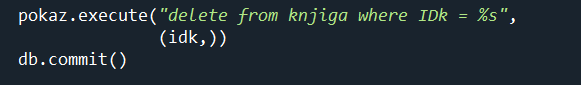 pokaz.execute("delete from knjiga where IDk = %s",
(idk,))
db.commit()